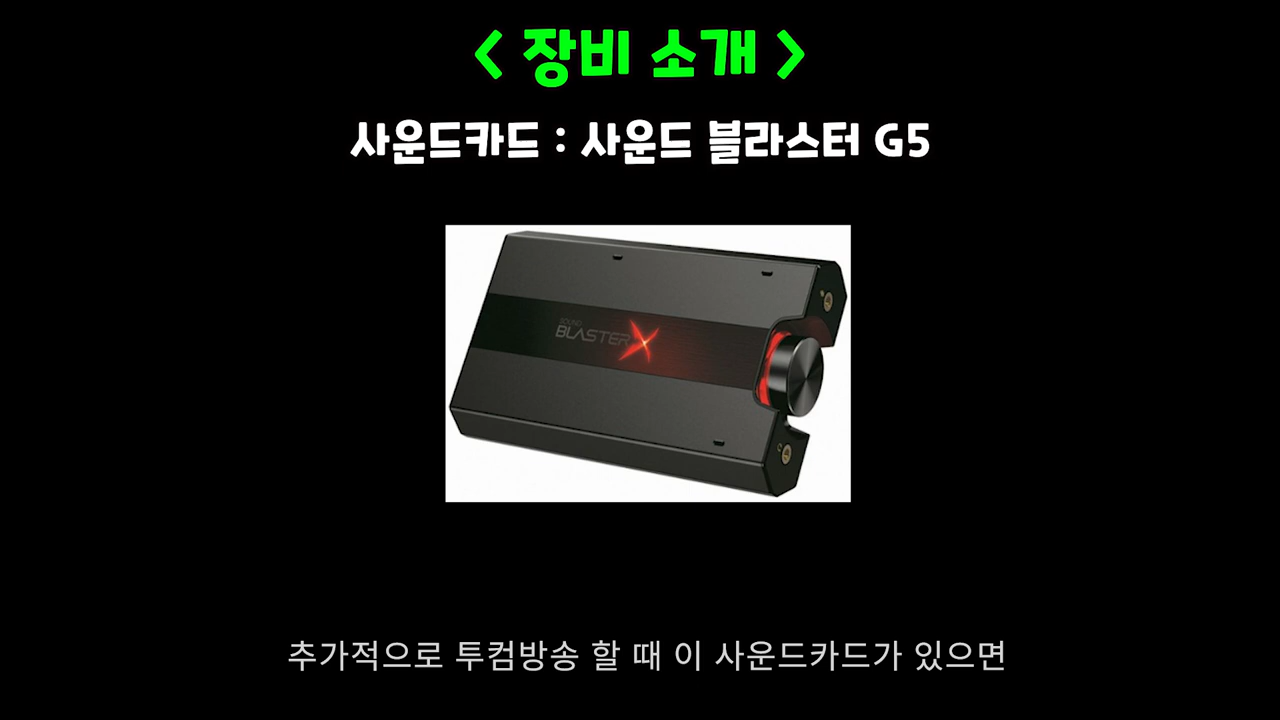 < 장비 소개 >
사운드카드 : 사운드 블라스터 G5
SOUND
BLASTERX
추가적으로 투컴방송 할 때 이 사운드카드가 있으면